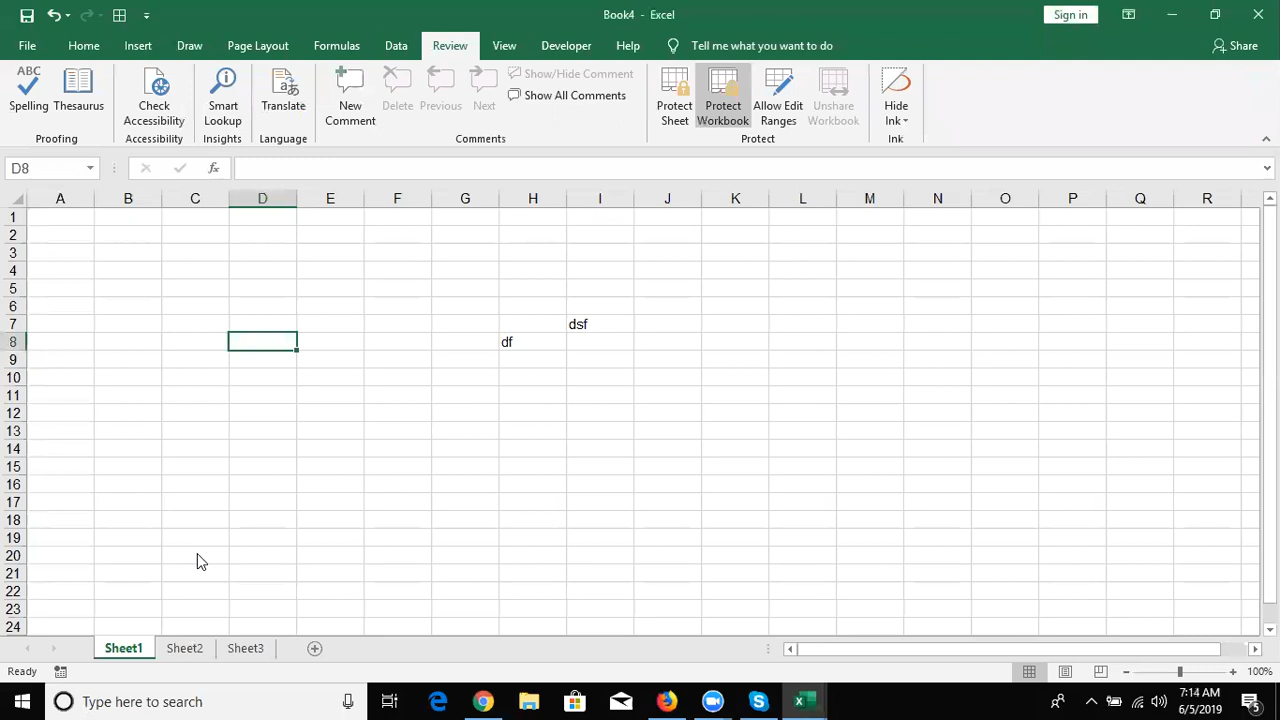 Book4 - Excel
Sign in
File Home Insert Draw Page Layout Formulas Data Review View Developer Help Tell me what you want to do Share
ABC
Spelling Thesaurus Check Accessibility Smart Lookup Translate New Comment Delete Previous Next Show/Hide Comment Show All Comments Protect Sheet Protect Workbook Allow Edit Ranges Unshare Workbook Hide Ink
Proofing Accessibility Insights Language Comments Protect Ink
D8 fx
A B C D E F G H I J K L M N O P Q R
1
2
3
4
5
6
7 dsf
8 df
9
10
11
12
13
14
15
16
17
18
19
20
21
22
23
24
Sheet1 Sheet2 Sheet3
Ready 100%
Type here to search
7:14 AM
6/5/2019
5